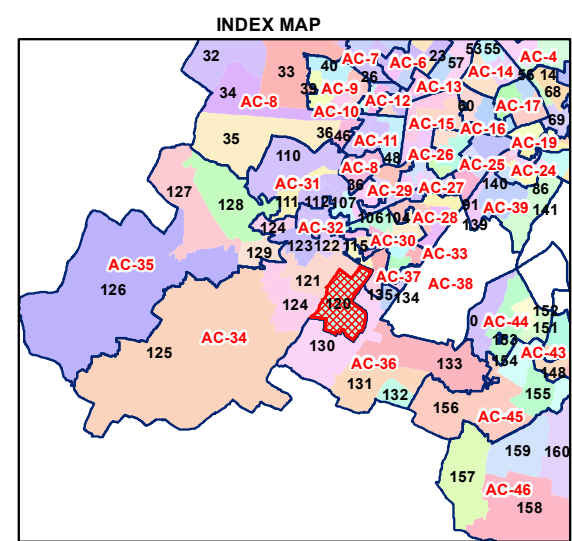 INDEX MAP
32 33 40 AC-7 AC-6 23 57 53 55 AC-4
26 AC-14 56 14
34 AC-8 39 AC-9 AC-13 68
AC-10 AC-12 60 AC-17
35 36 46 AC-15 AC-16 69
AC-11
110 48 AC-26 AC-19
AC-8 AC-25 AC-24
127 AC-31 36 AC-29 AC-27 140 86
128 111 112 107 91 AC-39 141
124 AC-32 106 104 AC-28 139
123 122 115 AC-30
129 AC-33
AC-35 121 AC-37 AC-38
126 124 120 135 134
152
125 AC-34 0 AC-44 151
130 153 AC-43
AC-36 133 154 148
131 132 155
156 AC-45
157 159 160
AC-46
158